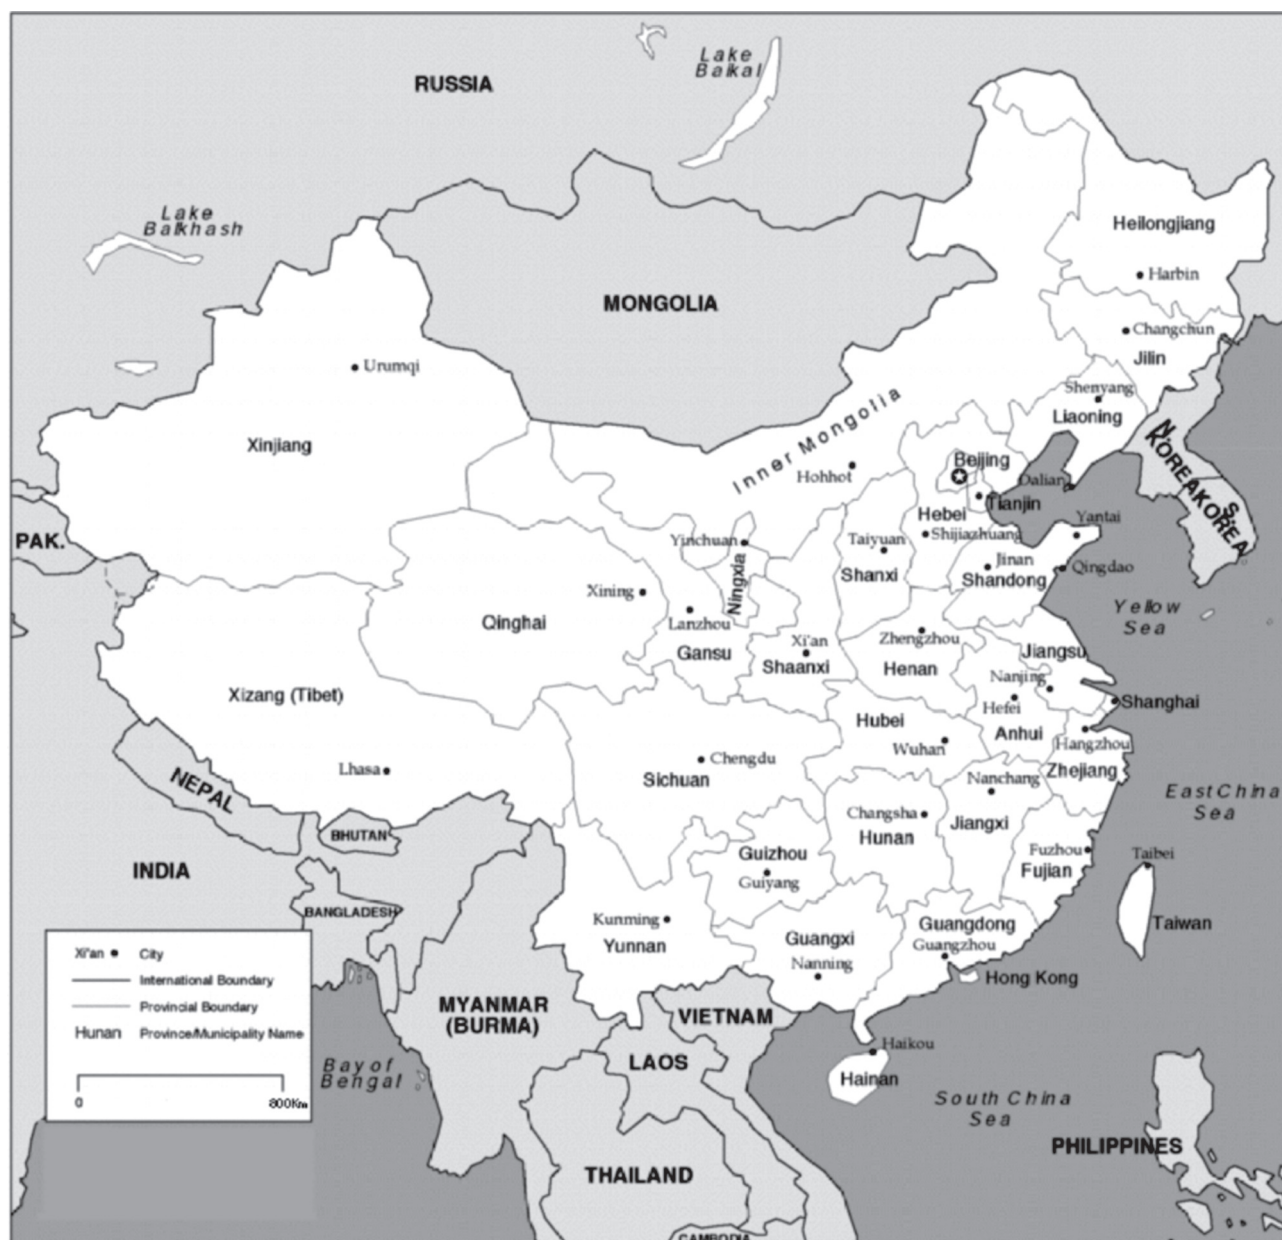 Lake
Baikal
RUSSIA
Lake
Balkhash
Heilongjiang
Harbin
MONGOLIA
Changchun
Jilin
Urumqi
Shenyang
Liaoning
Inner Mongolia
Xinjiang
Beijing
Hohhot
Dalian
Tianjin
N.
KOREA
S.
KOREA
Hebei
Yantai
PAK.
Yinchuan
Taiyuan
Shijiazhuang
Jinan
Shandong
Qingdao
Shanxi
Ningxia
Xining
Lanzhou
Yellow
Sea
Qinghai
Gansu
Xi'an
Shaanxi
Zhengzhou
Henan
Jiangsu
Nanjing
Xizang (Tibet)
Hefei
Shanghai
Hubei
Anhui
Wuhan
Hangzhou
Chengdu
Sichuan
Lhasa
Zhejiang
NEPAL
Nanchang
East China
Sea
Changsha
Hunan
Jiangxi
BHUTAN
Guizhou
Guiyang
Fuzhou
Fujian
Taibei
INDIA
BANGLADESH
Kunming
Yunnan
Guangxi
Nanning
Guangdong
Guangzhou
Taiwan
Hong Kong
Xi'an
City
International Boundary
Provincial Boundary
Hunan
Province/Municipality Name
0
800Km
MYANMAR
(BURMA)
VIETNAM
LAOS
Bay of
Bengal
Haikou
Hainan
South China
Sea
PHILIPPINES
THAILAND
CAMBODIA